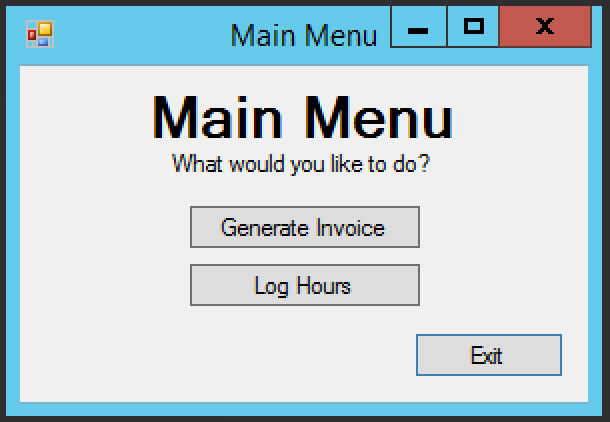 Main Menu
Main Menu
What would you like to do?
Generate Invoice
Log Hours
Exit